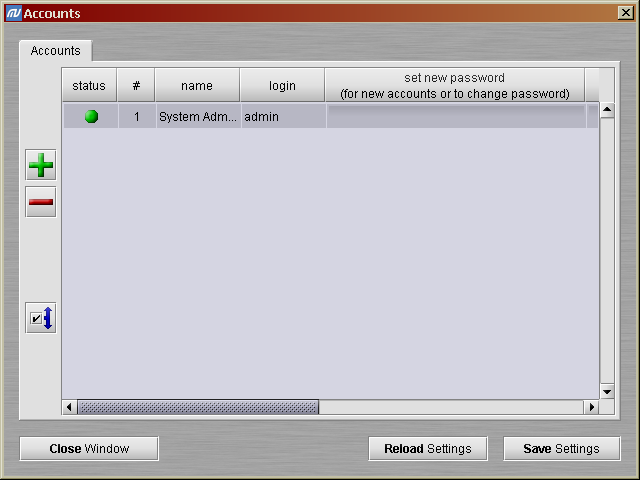 Accounts
Accounts
status # name login set new password
(for new accounts or to change password)
1 System Adm... admin
Close Window Reload Settings Save Settings